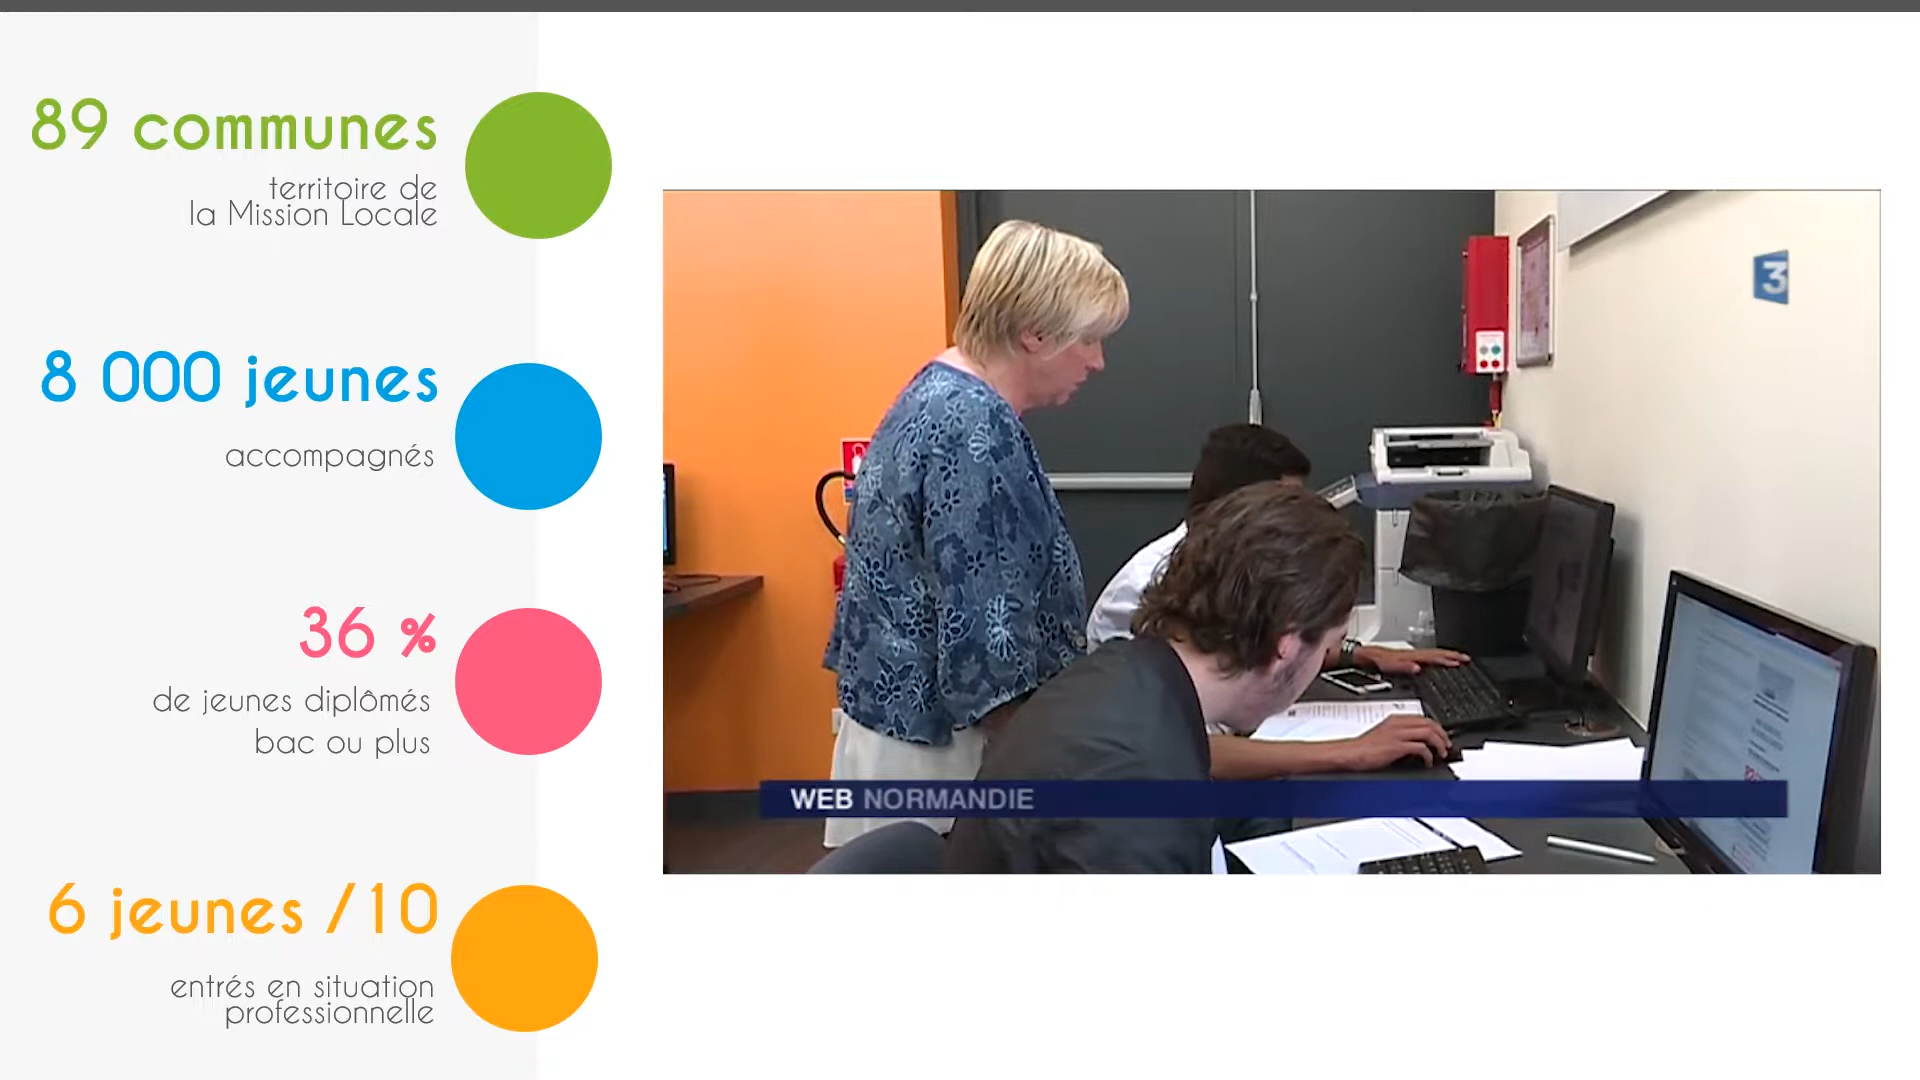 89 communes
territoire de
la Mission Locale
8 000 jeunes
accompagnés
36 %
de jeunes diplômés
bac ou plus
6 jeunes /10
entrés en situation
professionnelle
3
WEB NORMANDIE